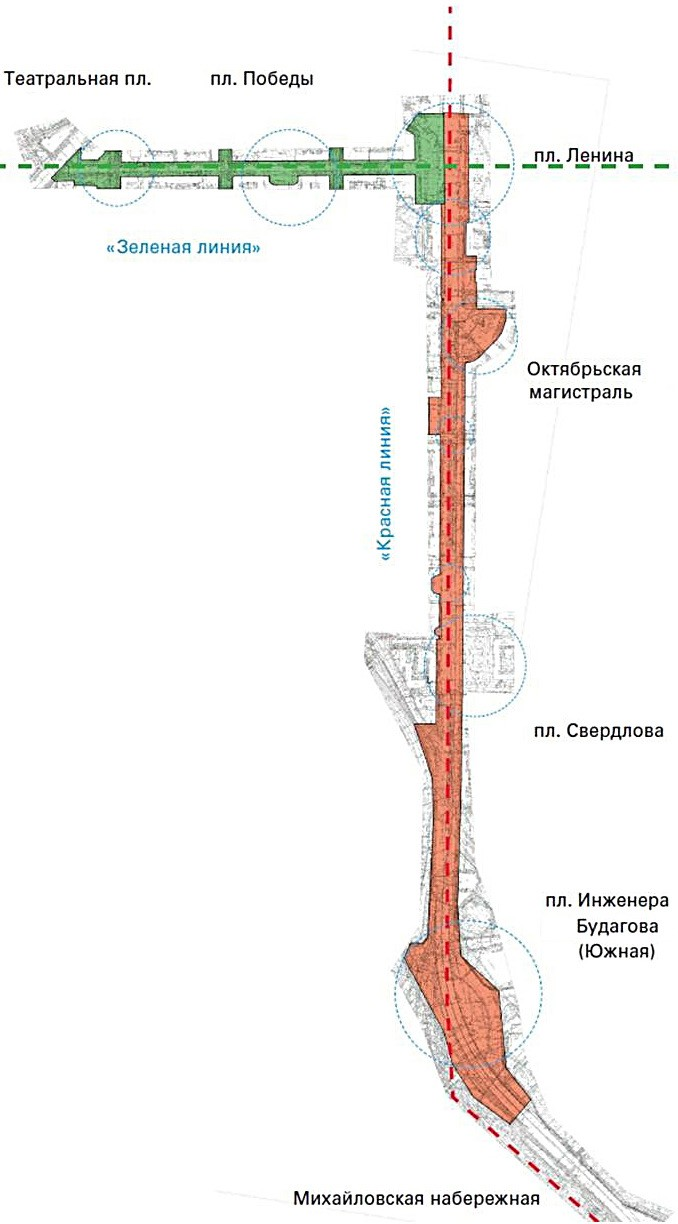 Театральная пл.
пл. Победы
пл. Ленина
«Зеленая линия»
Октябрьская
магистраль
«Красная линия»
пл. Свердлова
пл. Инженера
Будагова
(Южная)
Михайловская набережная